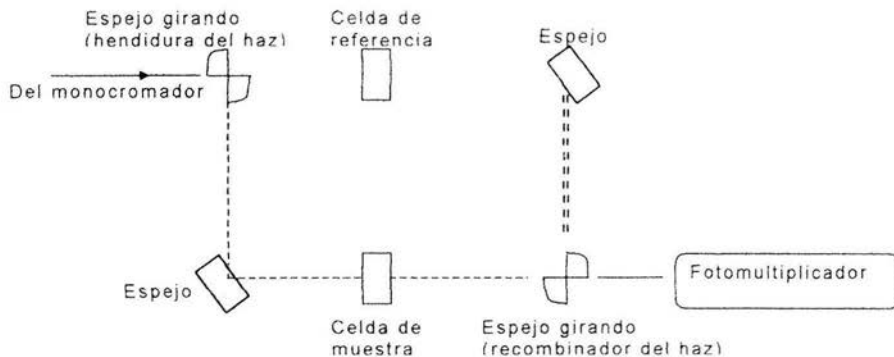 Espejo girando
(hendidura del haz)
Celda de
referencia
Espejo
Del monocromador
Espejo
Celda de
muestra
Espejo girando
(recombinador del haz)
Fotomultiplicador